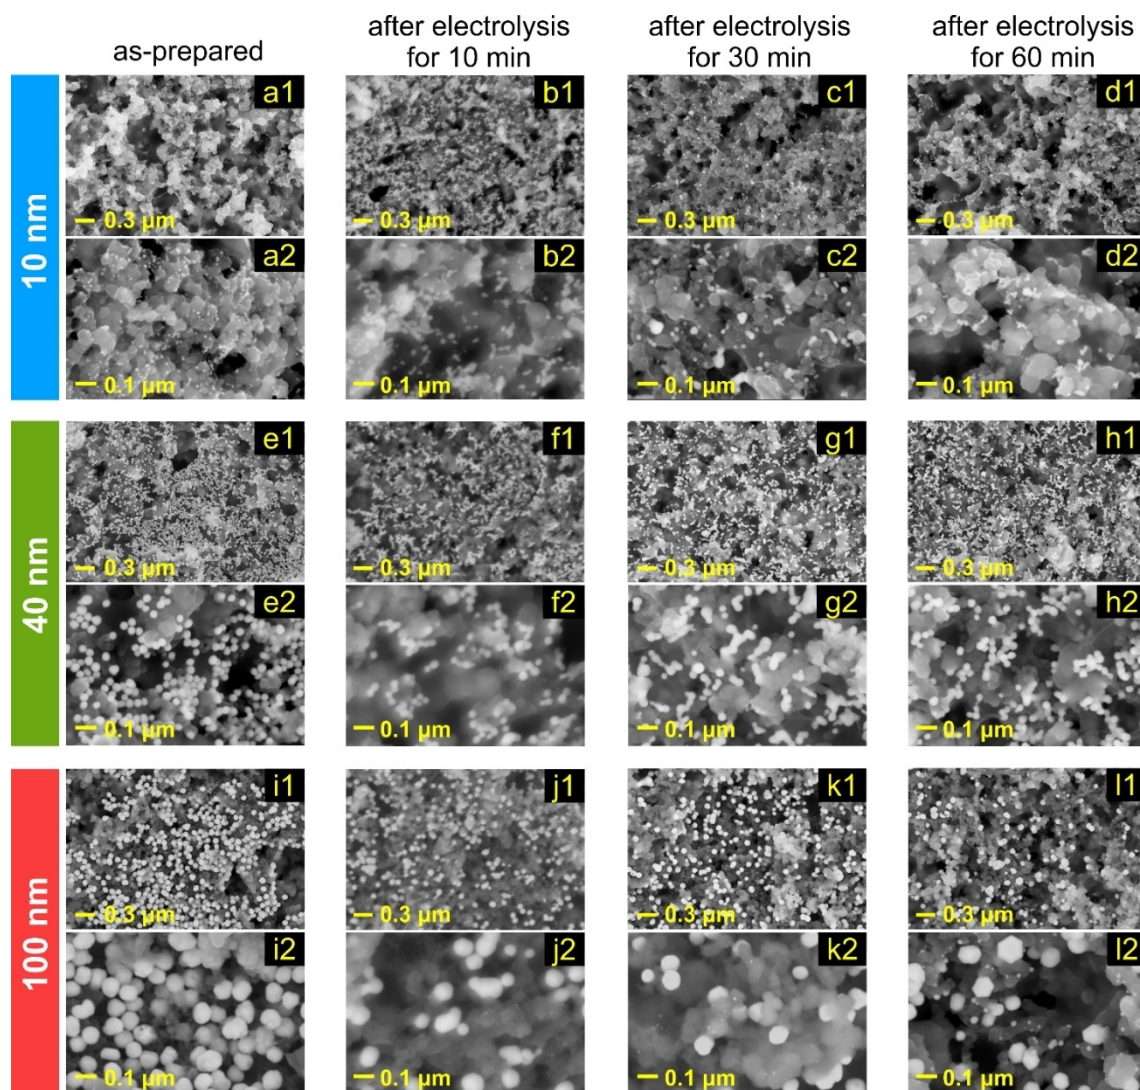 as-prepared
after electrolysis
for 10 min
after electrolysis
for 30 min
after electrolysis
for 60 min
10 nm
a1
0.3 µm
b1
0.3 µm
c1
0.3 µm
d1
0.3 µm
a2
0.1 µm
b2
0.1 µm
c2
0.1 µm
d2
0.1 µm
40 nm
e1
0.3 µm
f1
0.3 µm
g1
0.3 µm
h1
0.3 µm
e2
0.1 µm
f2
0.1 µm
g2
0.1 µm
h2
0.1 µm
100 nm
i1
0.3 µm
j1
0.3 µm
k1
0.3 µm
l1
0.3 µm
i2
0.1 µm
j2
0.1 µm
k2
0.1 µm
l2
0.1 µm